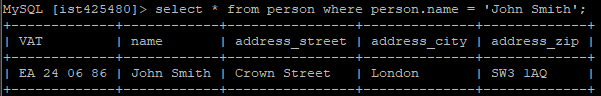 MySQL [ist425480]> select * from person where person.name = 'John Smith';
+-------------+------------+----------------+--------------+-------------+
| VAT | name | address_street | address_city | address_zip |
+-------------+------------+----------------+--------------+-------------+
| EA 24 06 86 | John Smith | Crown Street | London | SW3 1AQ |
+-------------+------------+----------------+--------------+-------------+